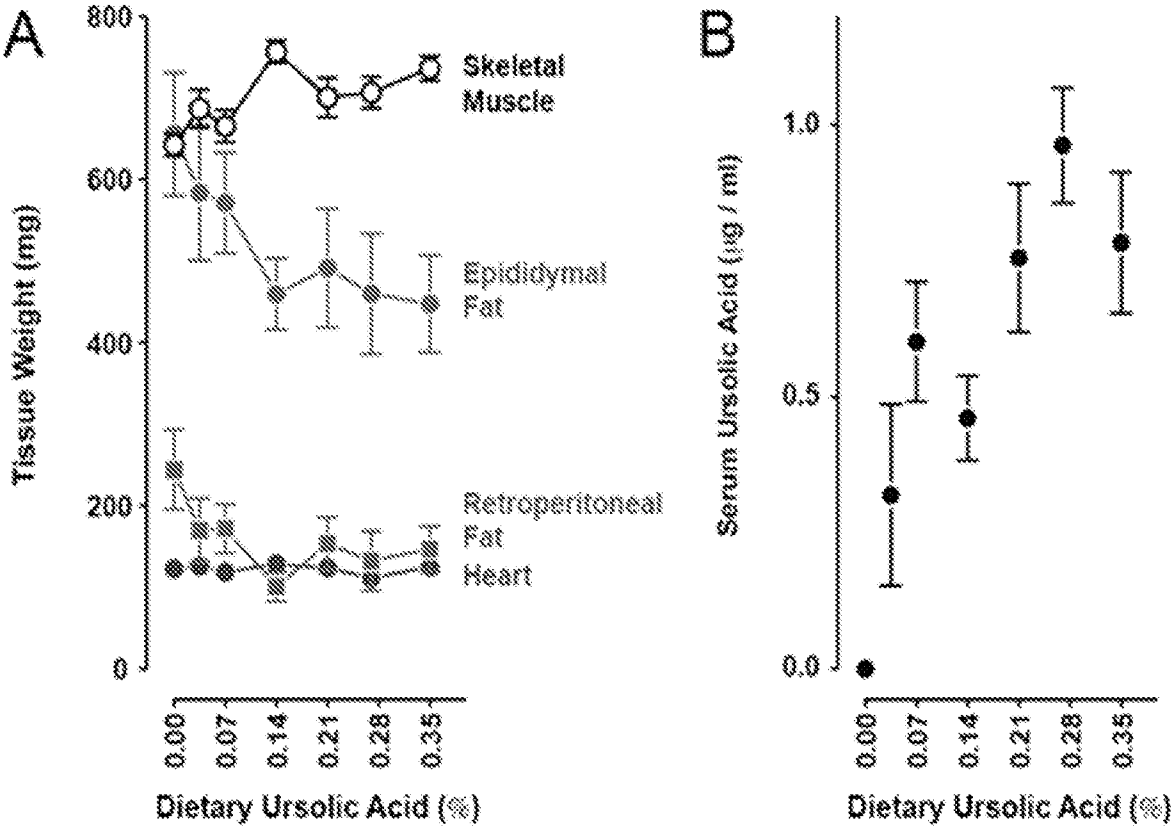 A
800
600
400
200
0
Tissue Weight (mg)
Skeletal
Muscle
Epididymal
Fat
Retroperitoneal
Fat
Heart
0.00
0.07
0.14
0.21
0.28
0.35
Dietary Ursolic Acid (%)
B
1.0
0.5
0.0
Serum Ursolic Acid (μg / ml)
0.00
0.07
0.14
0.21
0.28
0.35
Dietary Ursolic Acid (%)